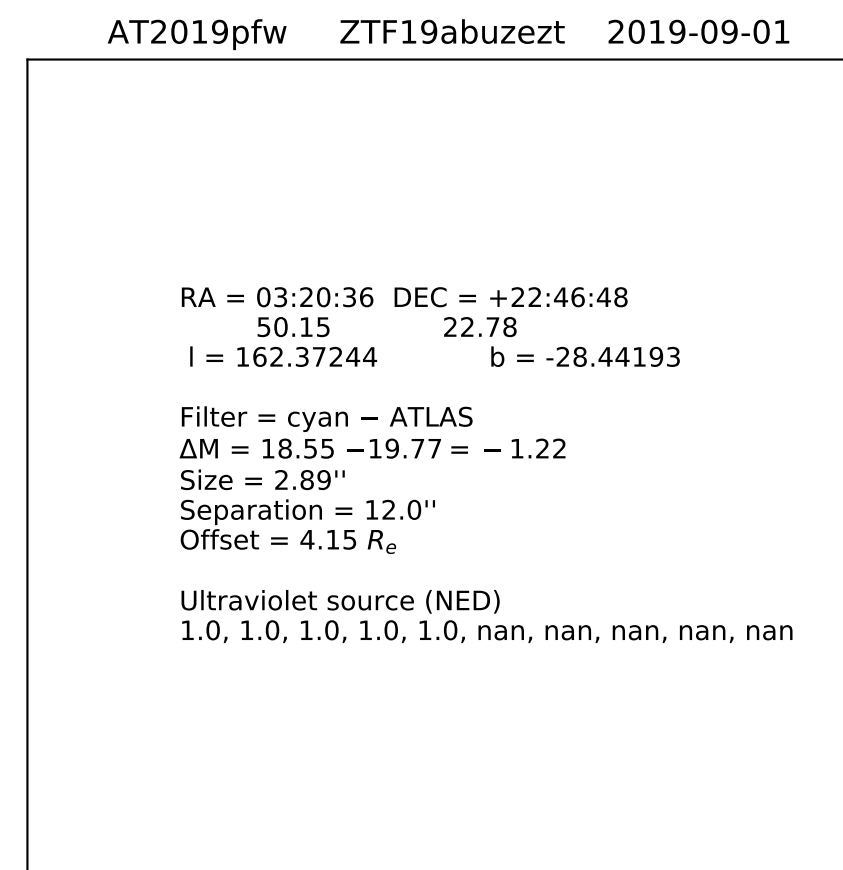 AT2019pfw ZTF19abuzezt 2019-09-01
RA = 03:20:36 DEC = +22:46:48
50.15 22.78
l = 162.37244 b = -28.44193
Filter = cyan − ATLAS
ΔM = 18.55 −19.77 = − 1.22
Size = 2.89''
Separation = 12.0''
Offset = 4.15 Re
Ultraviolet source (NED)
1.0, 1.0, 1.0, 1.0, 1.0, nan, nan, nan, nan, nan